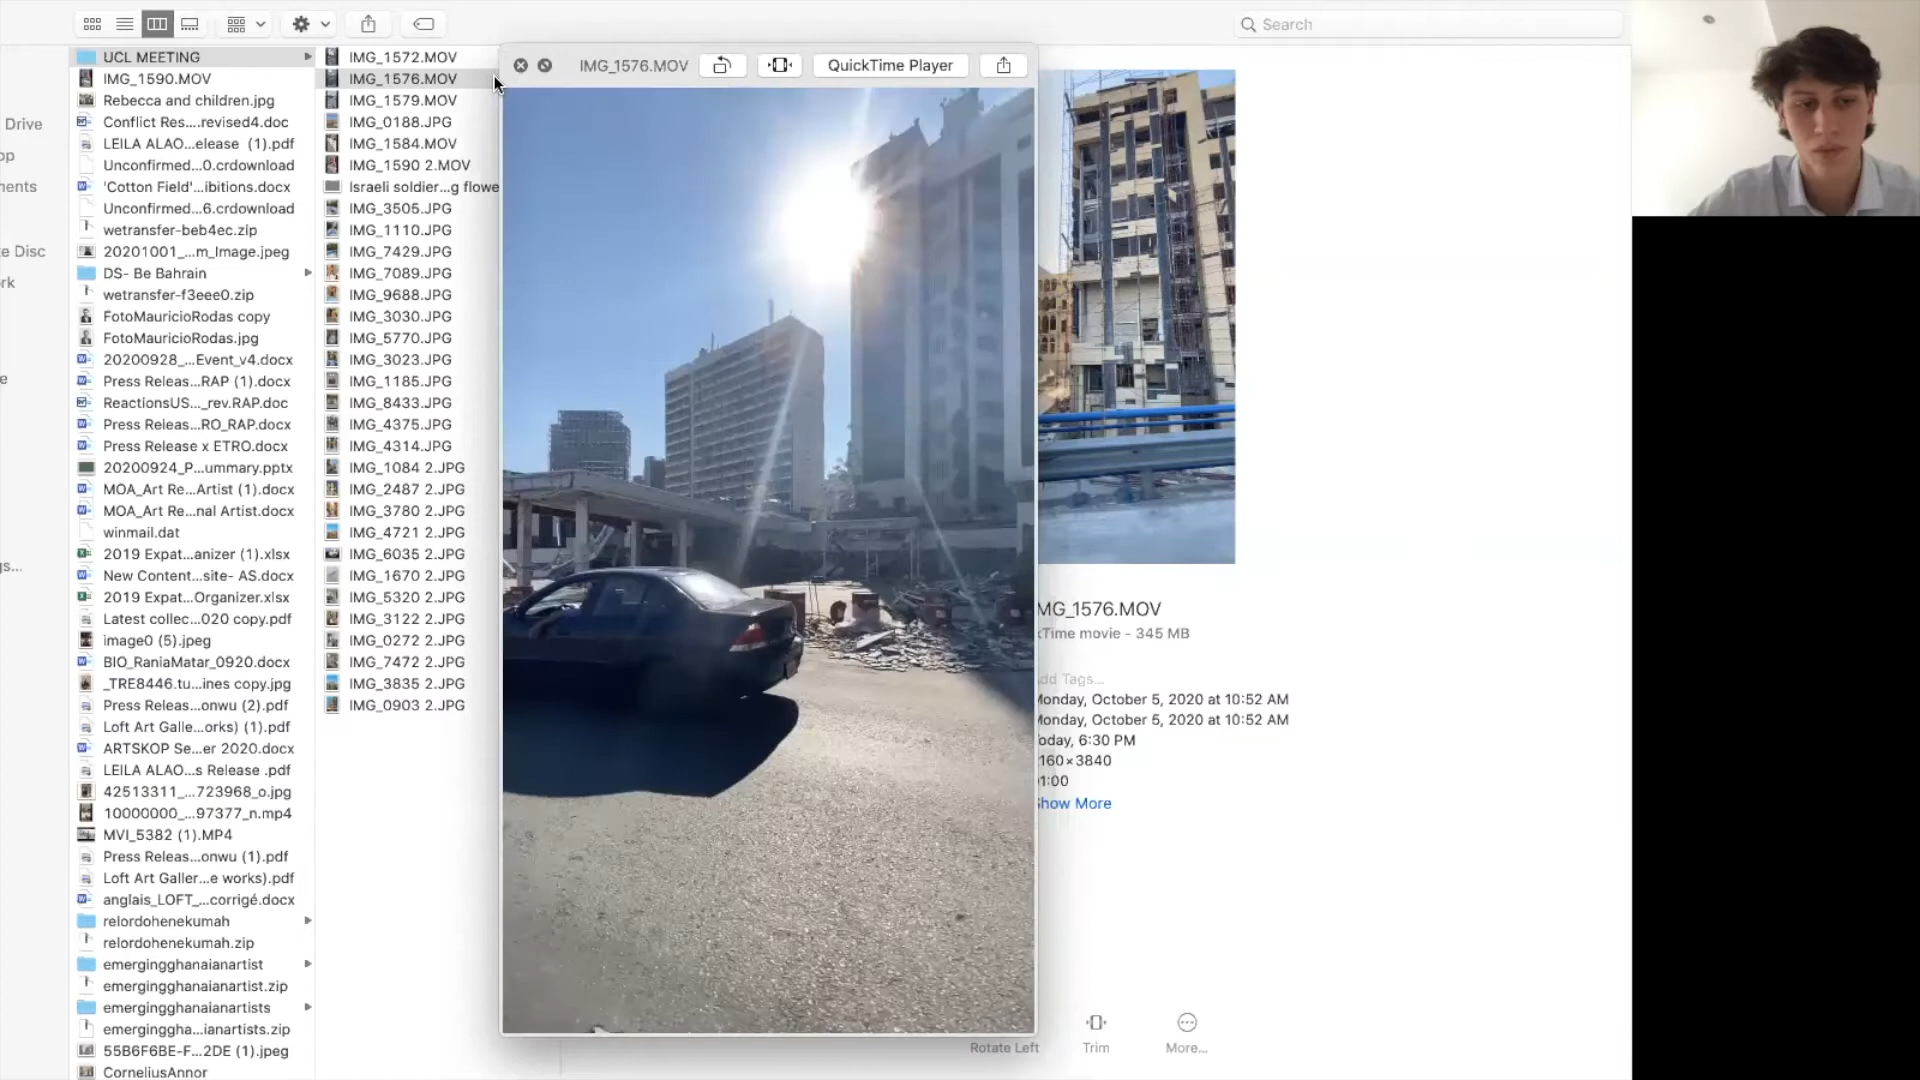 Search
Drive
op
nents
e Disc
rk
e
gs...
UCL MEETING
IMG_1590.MOV
Rebecca and children.jpg
Conflict Res....revised4.doc
LEILA ALAO...elease (1).pdf
Unconfirmed...0.crdownload
'Cotton Field'...ibitions.docx
Unconfirmed...6.crdownload
wetransfer-beb4ec.zip
20201001_...m_Image.jpeg
DS- Be Bahrain
wetransfer-f3eee0.zip
FotoMauricioRodas copy
FotoMauricioRodas.jpg
20200928_...Event_v4.docx
Press Releas...RAP (1).docx
ReactionsUS..._rev.RAP.doc
Press Releas...RO_RAP.docx
Press Release x ETRO.docx
20200924_P...ummary.pptx
MOA_Art Re...Artist (1).docx
MOA_Art Re...nal Artist.docx
winmail.dat
2019 Expat...anizer (1).xlsx
New Content...site- AS.docx
2019 Expat...Organizer.xlsx
Latest collec...020 copy.pdf
image0 (5).jpeg
BIO_RaniaMatar_0920.docx
_TRE8446.tu...ines copy.jpg
Press Releas...onwu (2).pdf
Loft Art Galle...orks) (1).pdf
ARTSKOP Se...er 2020.docx
LEILA ALAO...s Release .pdf
42513311_...723968_o.jpg
10000000_...97377_n.mp4
MVI_5382 (1).MP4
Press Releas...onwu (1).pdf
Loft Art Galler...e works).pdf
anglais_LOFT_...corrigé.docx
relordohenekumah
relordohenekumah.zip
emergingghanaianartist
emergingghanaianartist.zip
emergingghanaianartists
emerginggha...ianartists.zip
55B6F6BE-F...2DE (1).jpeg
CorneliusAnnor
IMG_1572.MOV
IMG_1576.MOV
IMG_1579.MOV
IMG_0188.JPG
IMG_1584.MOV
IMG_1590 2.MOV
Israeli soldier...g flowe
IMG_3505.JPG
IMG_1110.JPG
IMG_7429.JPG
IMG_7089.JPG
IMG_9688.JPG
IMG_3030.JPG
IMG_5770.JPG
IMG_3023.JPG
IMG_1185.JPG
IMG_8433.JPG
IMG_4375.JPG
IMG_4314.JPG
IMG_1084 2.JPG
IMG_2487 2.JPG
IMG_3780 2.JPG
IMG_4721 2.JPG
IMG_6035 2.JPG
IMG_1670 2.JPG
IMG_5320 2.JPG
IMG_3122 2.JPG
IMG_0272 2.JPG
IMG_7472 2.JPG
IMG_3835 2.JPG
IMG_0903 2.JPG
IMG_1576.MOV
QuickTime Player
MG_1576.MOV
kTime movie - 345 MB
Add Tags...
Monday, October 5, 2020 at 10:52 AM
Monday, October 5, 2020 at 10:52 AM
Today, 6:30 PM
2160×3840
01:00
Show More
Rotate Left
Trim
More...